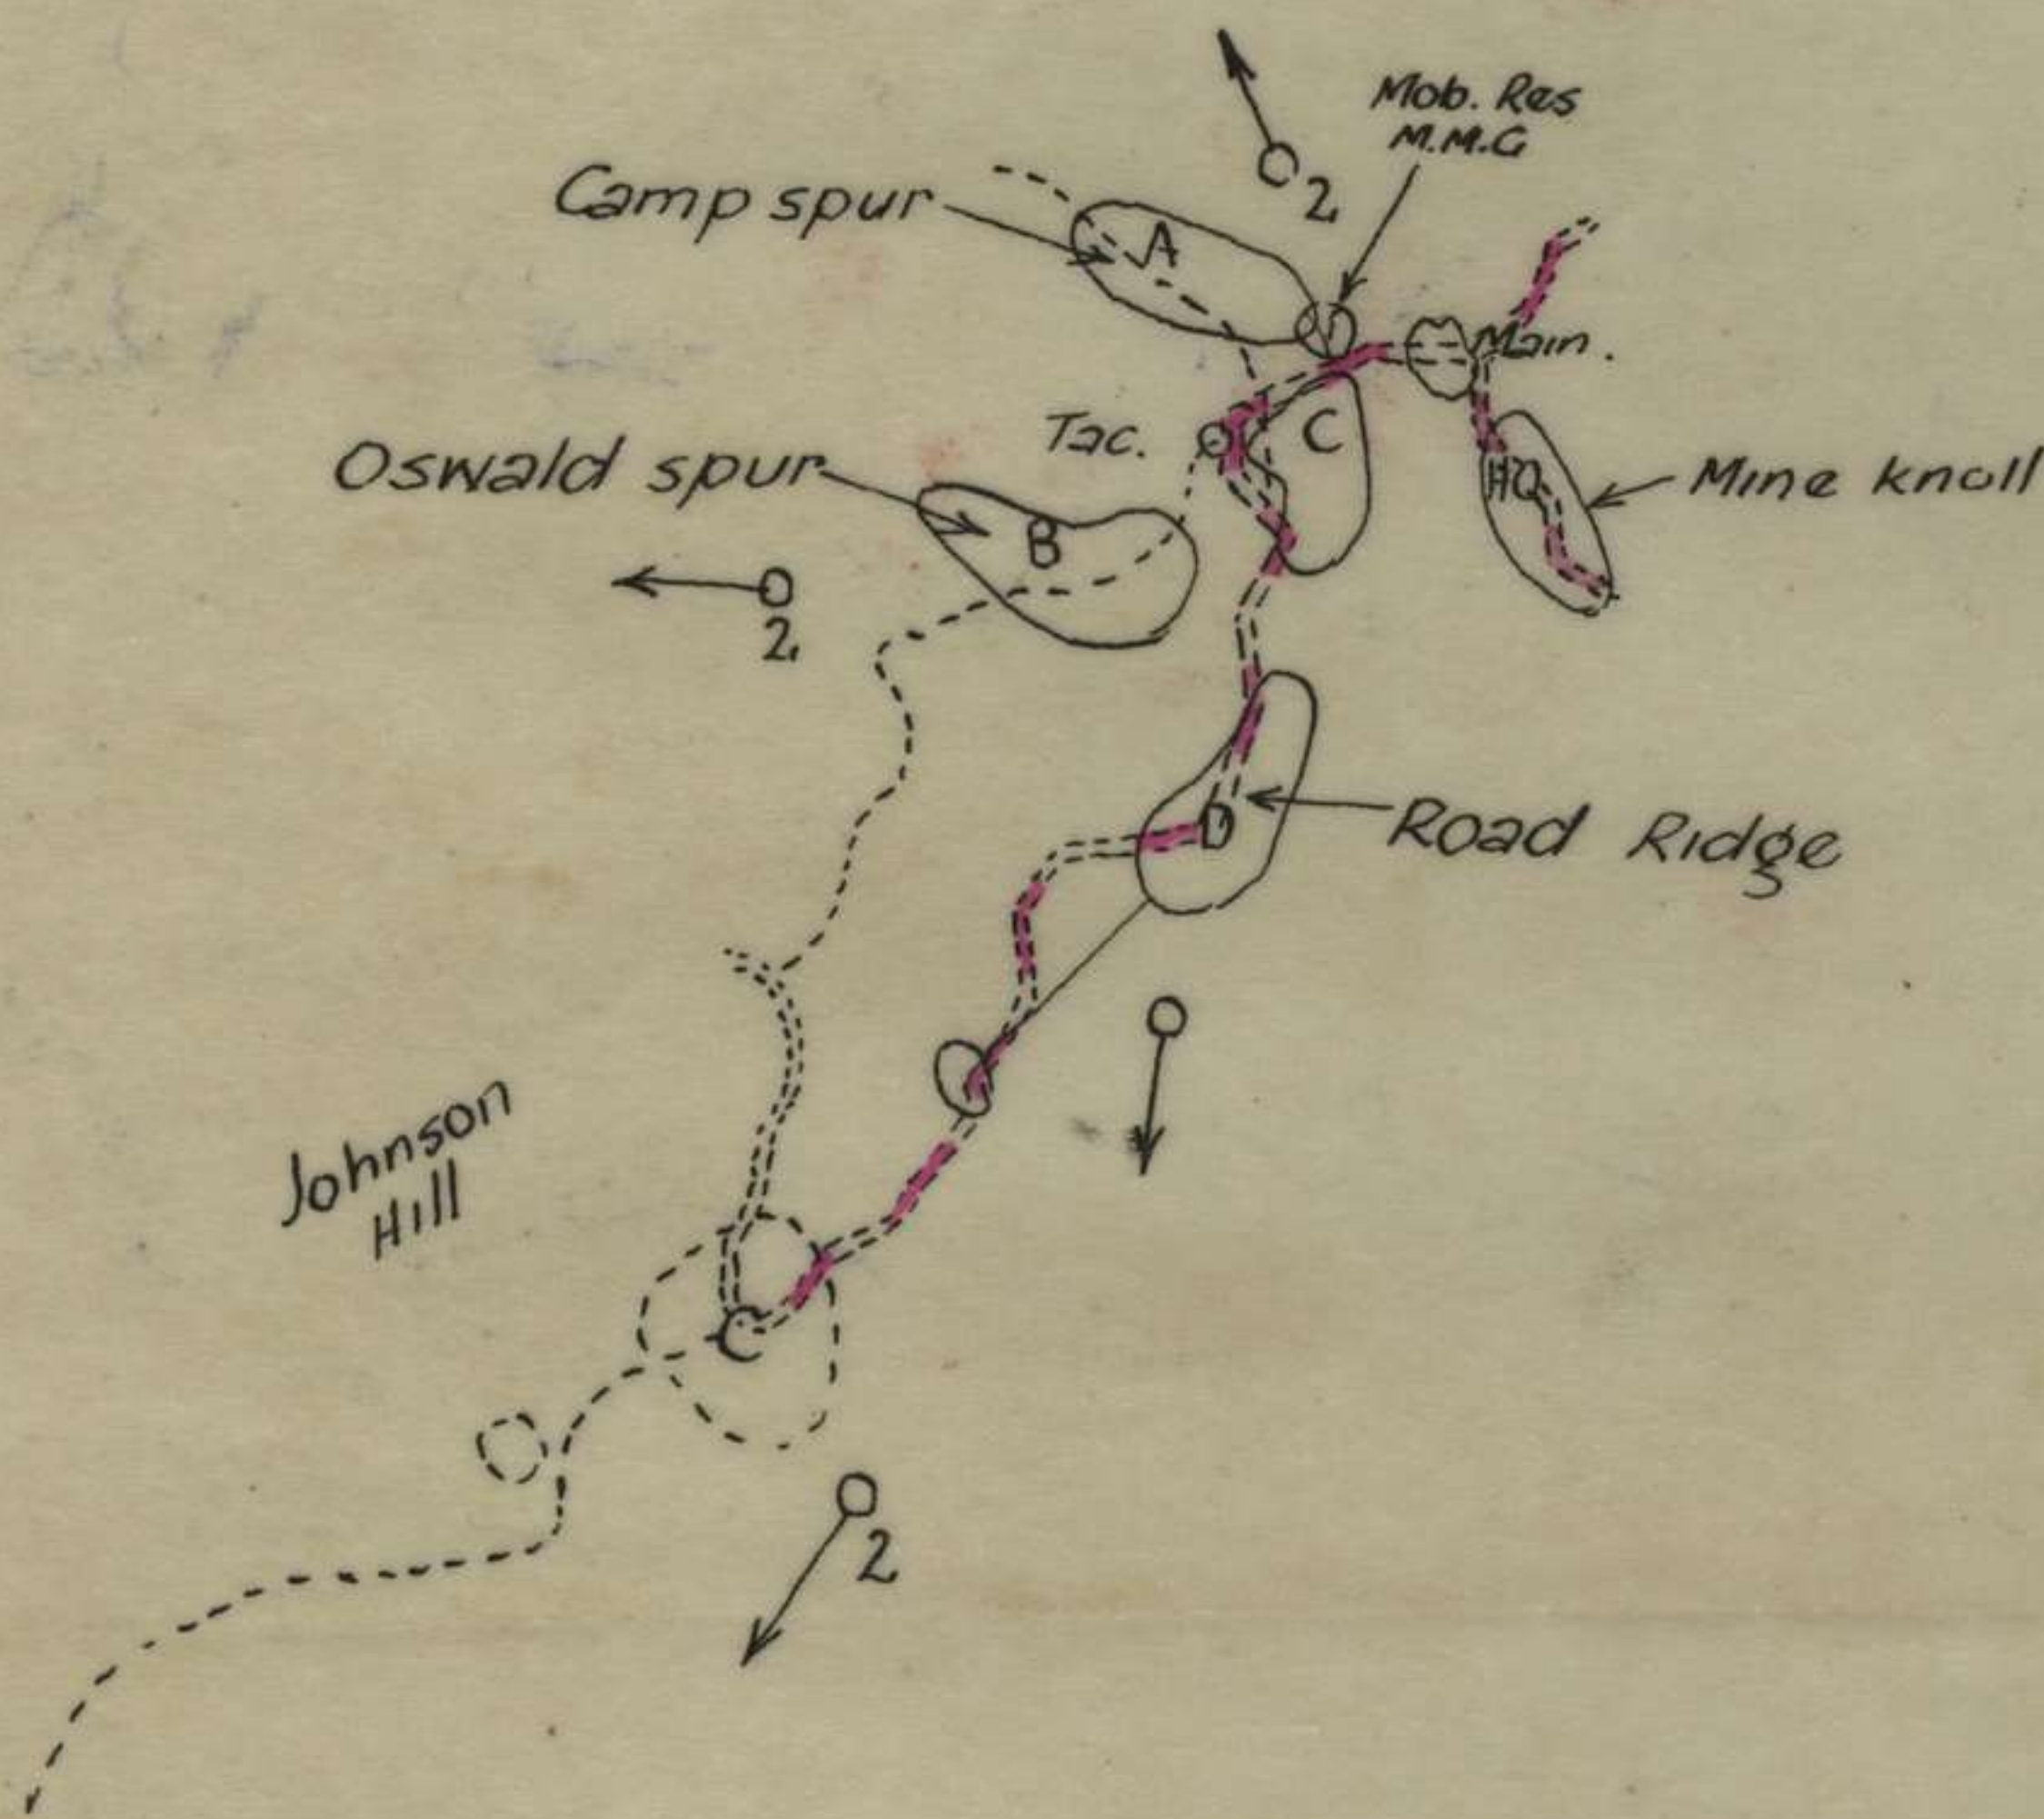 Mob. Res
M.M.G
2
Camp spur
A
Main.
Tac.
C
Oswald spur
HQ
Mine knoll
B
2
D
Road Ridge
Johnson
Hill
C
2